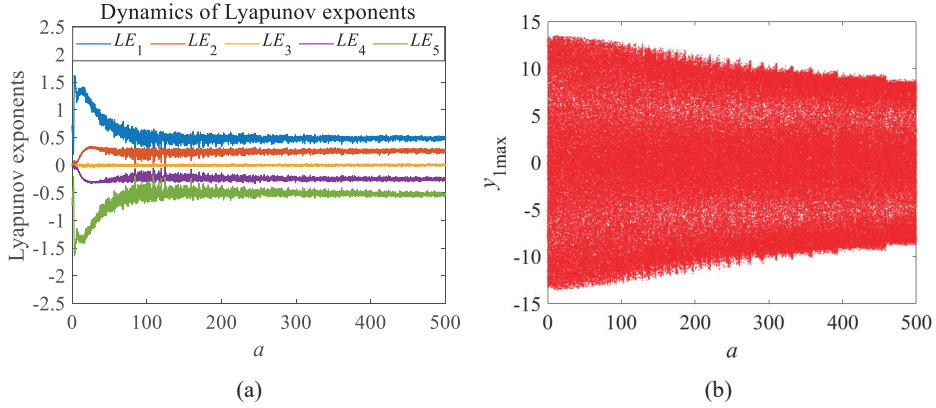 Dynamics of Lyapunov exponents
LE1 LE2 LE3 LE4 LE5
2.5
2
1.5
1
0.5
0
-0.5
-1
-1.5
-2
-2.5
Lyapunov exponents
0 100 200 300 400 500
a
(a)
15
10
5
0
-5
-10
-15
y1max
0 100 200 300 400 500
a
(b)